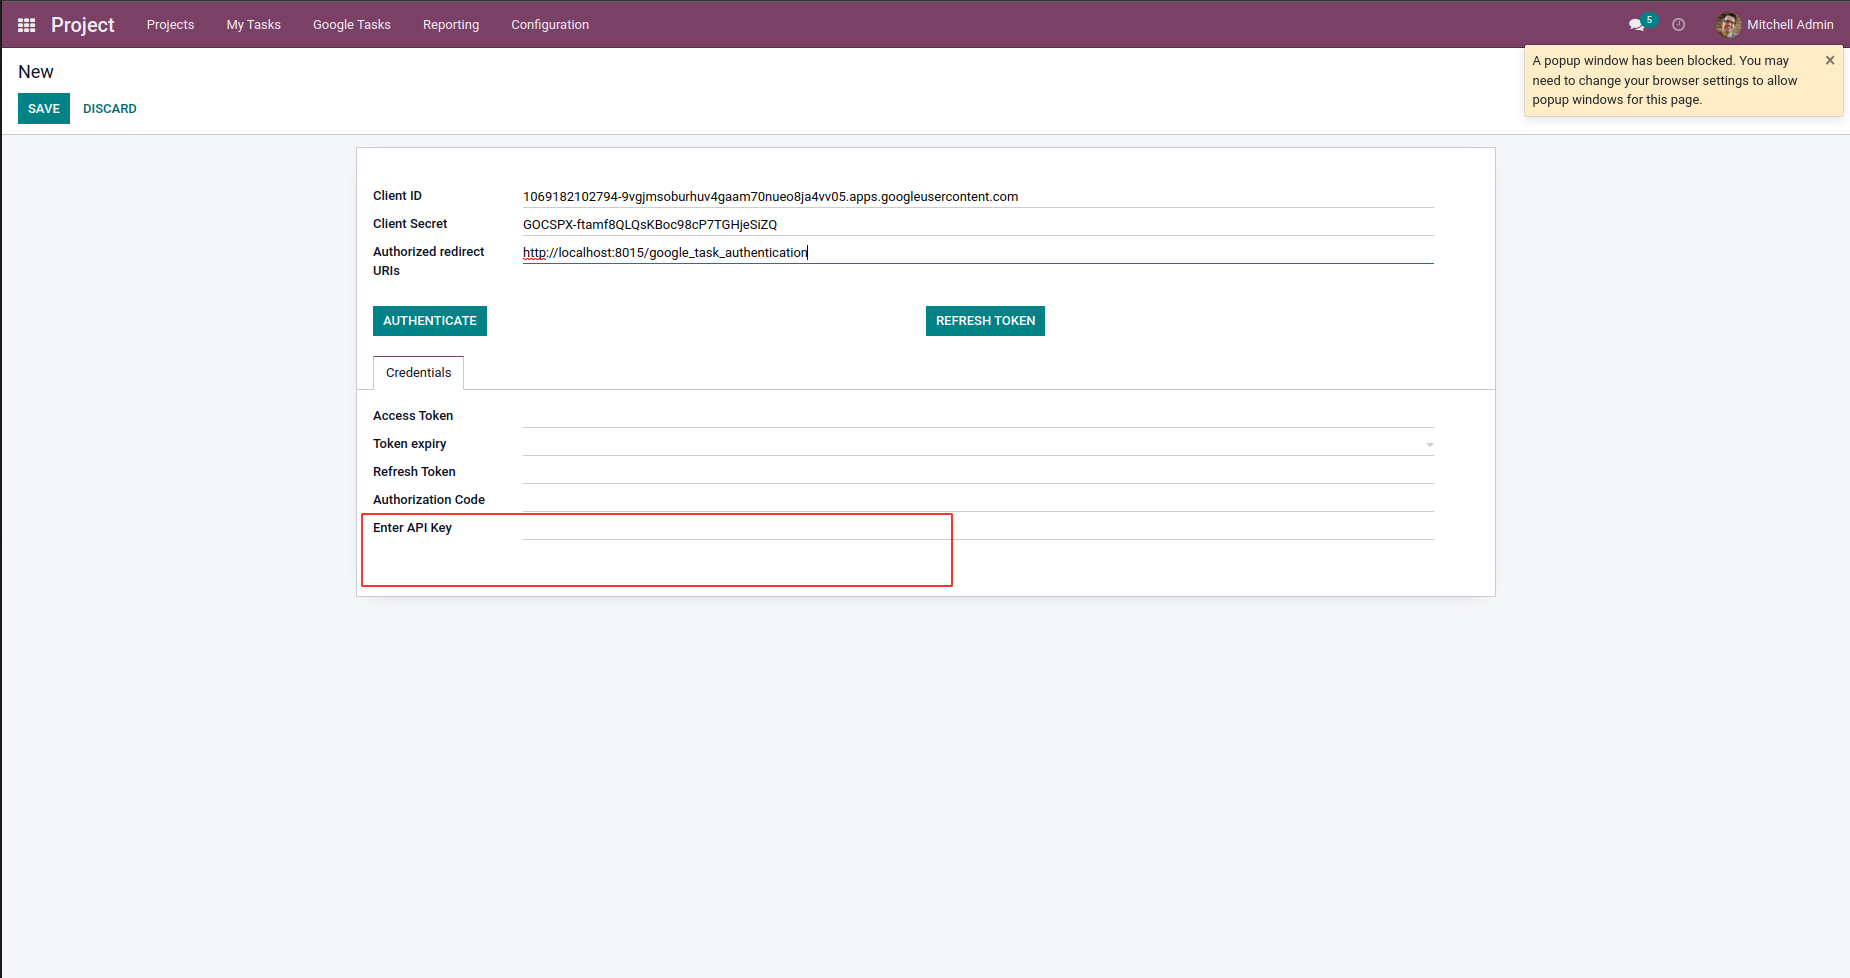 Project Projects My Tasks Google Tasks Reporting Configuration 5 Mitchell Admin
New
A popup window has been blocked. You may
need to change your browser settings to allow
popup windows for this page.
SAVE DISCARD
Client ID 1069182102794-9vgjmsoburhuv4gaam70nueo8ja4vv05.apps.googleusercontent.com
Client Secret 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
Authorized redirect http://localhost:8015/google_task_authentication
URIs
AUTHENTICATE REFRESH TOKEN
Credentials
Access Token
Token expiry
Refresh Token
Authorization Code
Enter API Key